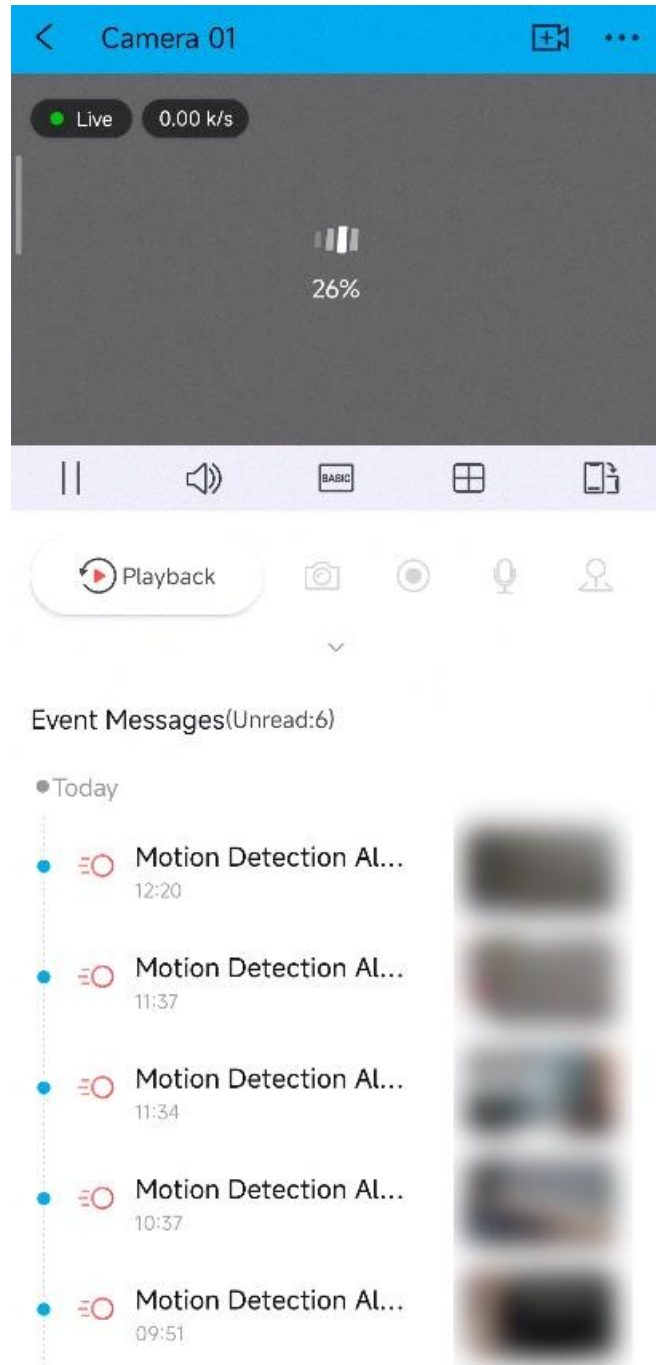 Camera 01
Live 0.00 k/s
26%
BASIC
Playback
Event Messages(Unread:6)
Today
Motion Detection Al...
12:20
Motion Detection Al...
11:37
Motion Detection Al...
11:34
Motion Detection Al...
10:37
Motion Detection Al...
09:51